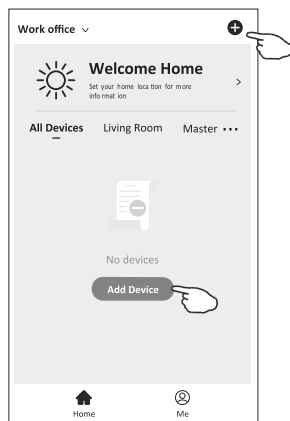 Work office
Welcome Home
Set your home loca tion for more
info rmat ion
All Devices Living Room Master
No devices
Add Device
Home Me